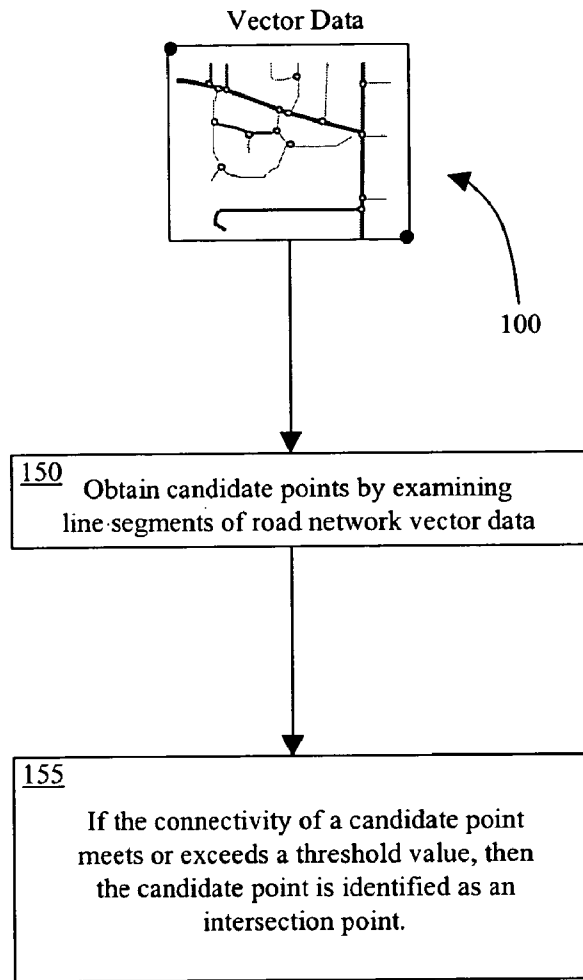 Vector Data
100
150
Obtain candidate points by examining
line segments of road network vector data
155
If the connectivity of a candidate point
meets or exceeds a threshold value, then
the candidate point is identified as an
intersection point.